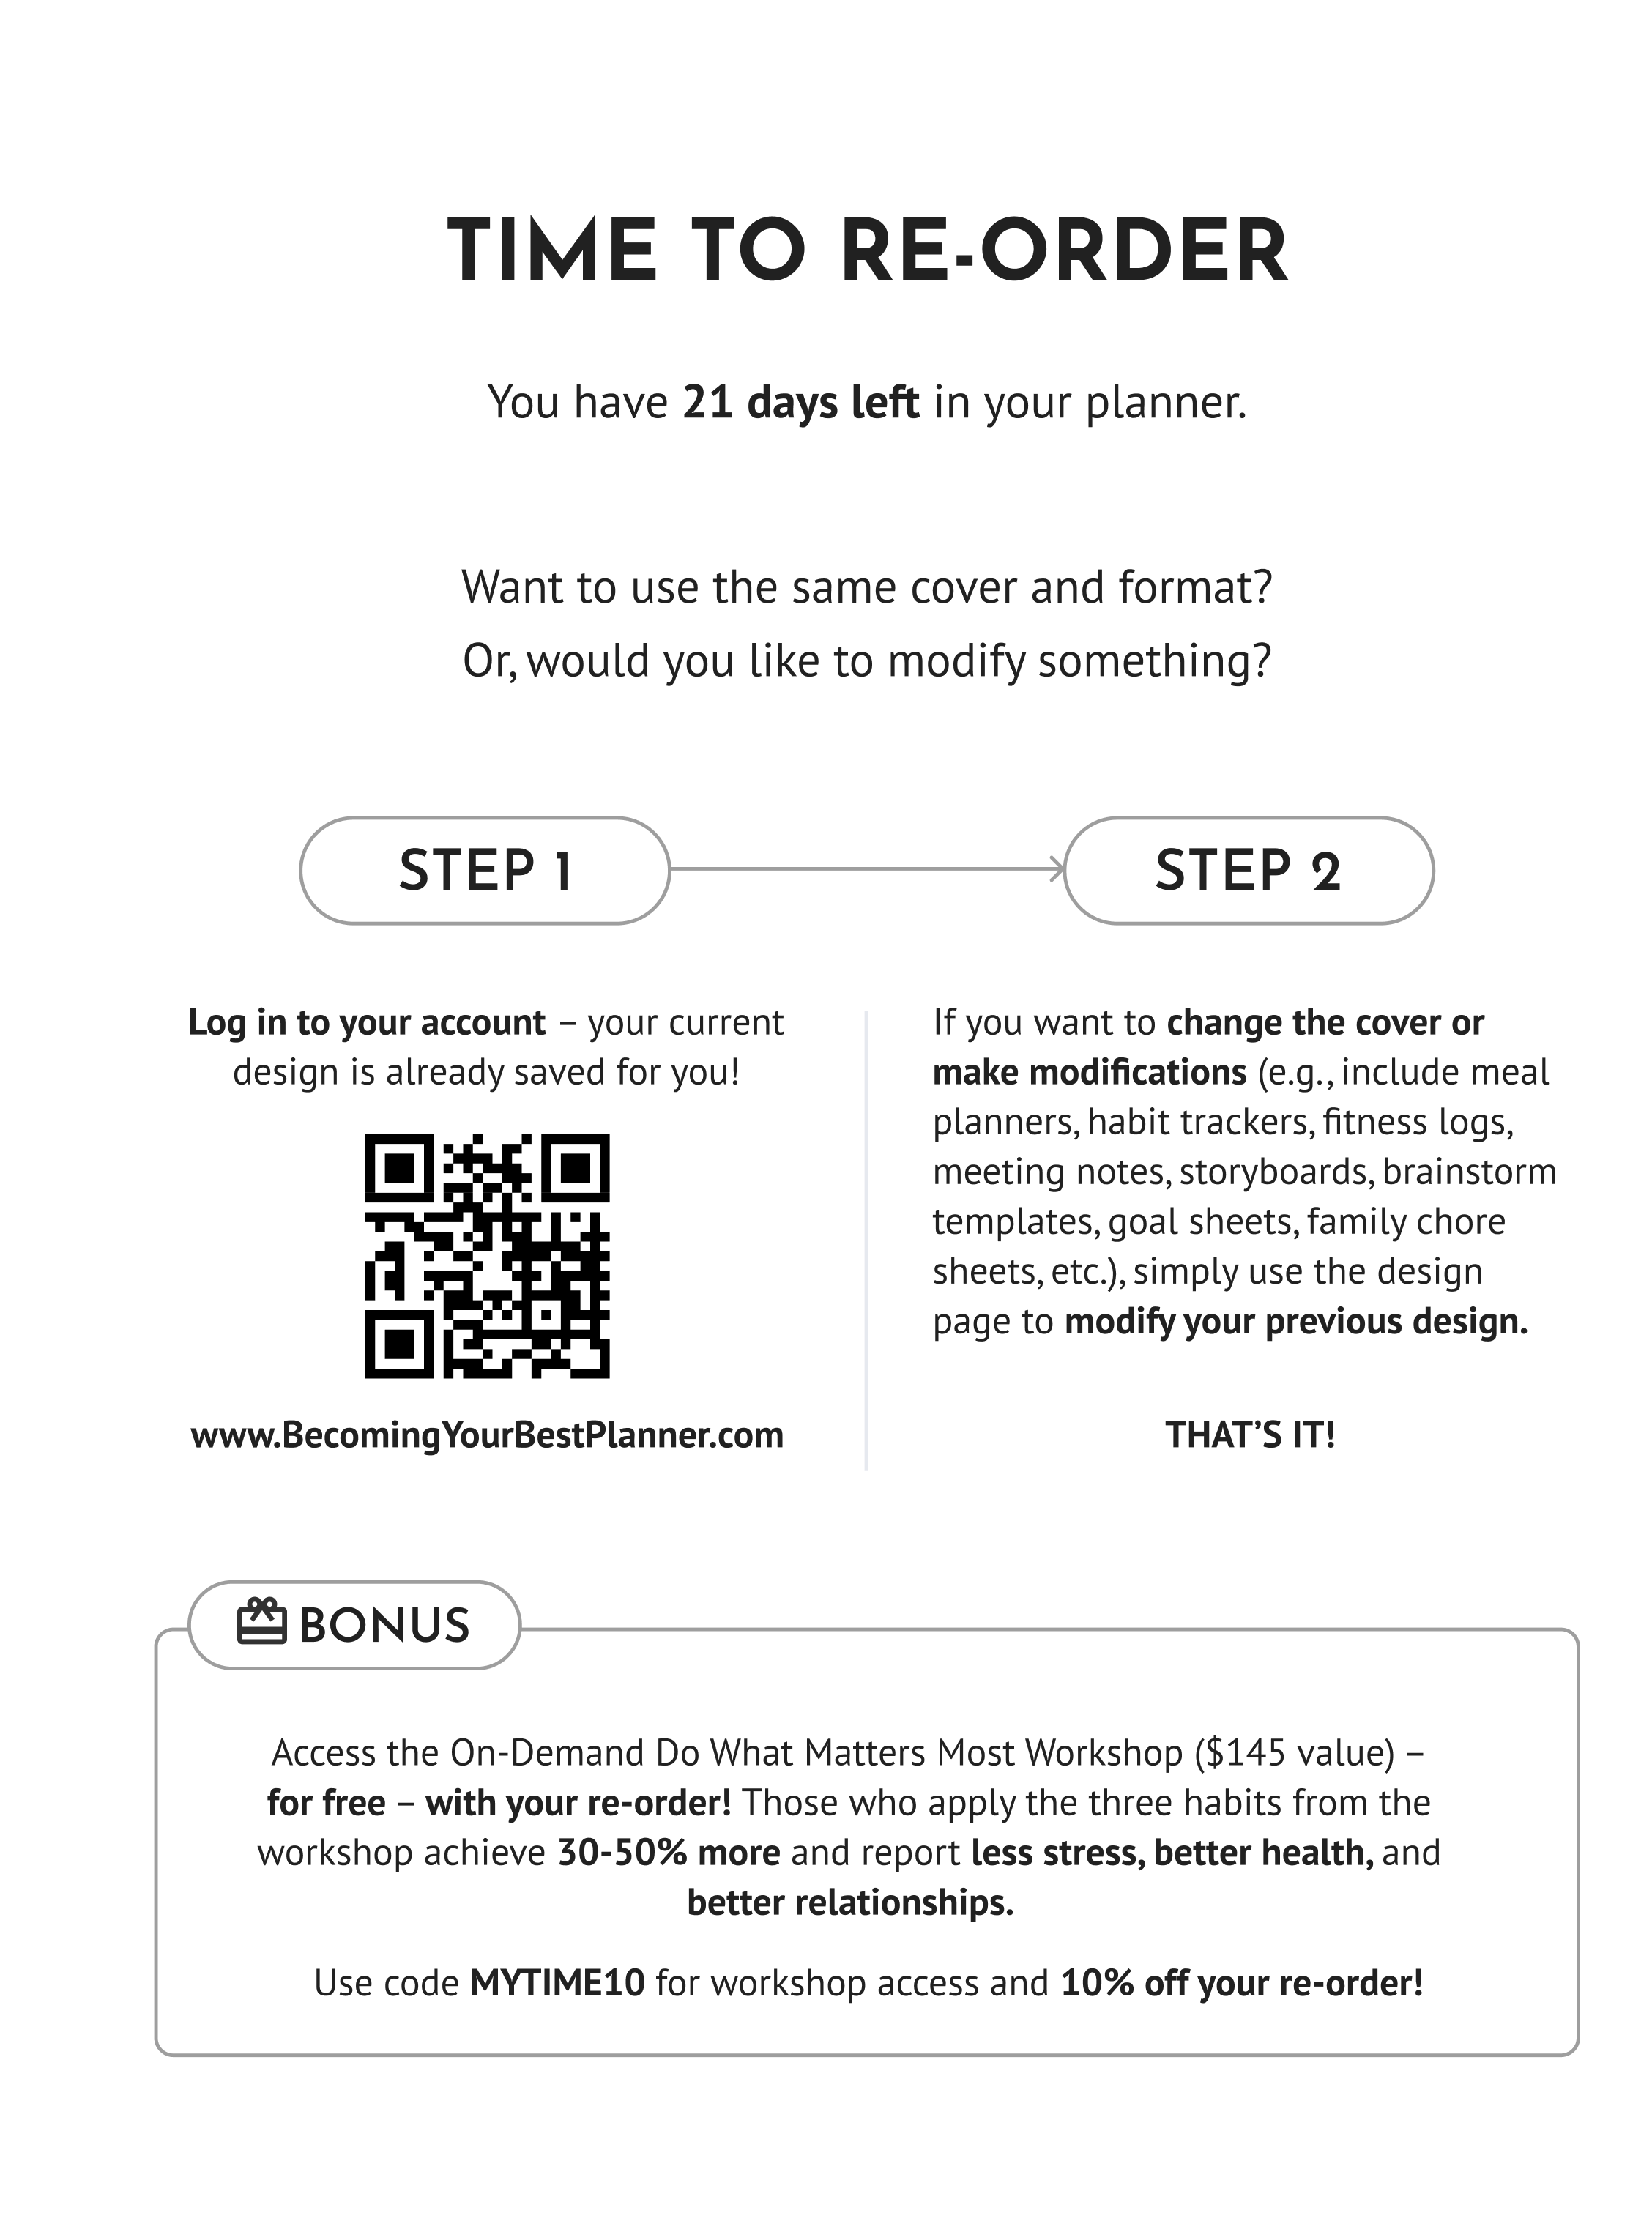 TIME TO RE-ORDER
You have 21 days left in your planner.
Want to use the same cover and format?
Or, would you like to modify something?
STEP 1
STEP 2
Log in to your account – your current
design is already saved for you!
www.BecomingYourBestPlanner.com
If you want to change the cover or
make modifications (e.g., include meal
planners, habit trackers, fitness logs,
meeting notes, storyboards, brainstorm
templates, goal sheets, family chore
sheets, etc.), simply use the design
page to modify your previous design.
THAT’S IT!
BONUS
Access the On-Demand Do What Matters Most Workshop ($145 value) –
for free – with your re-order! Those who apply the three habits from the
workshop achieve 30-50% more and report less stress, better health, and
better relationships.
Use code MYTIME10 for workshop access and 10% off your re-order!